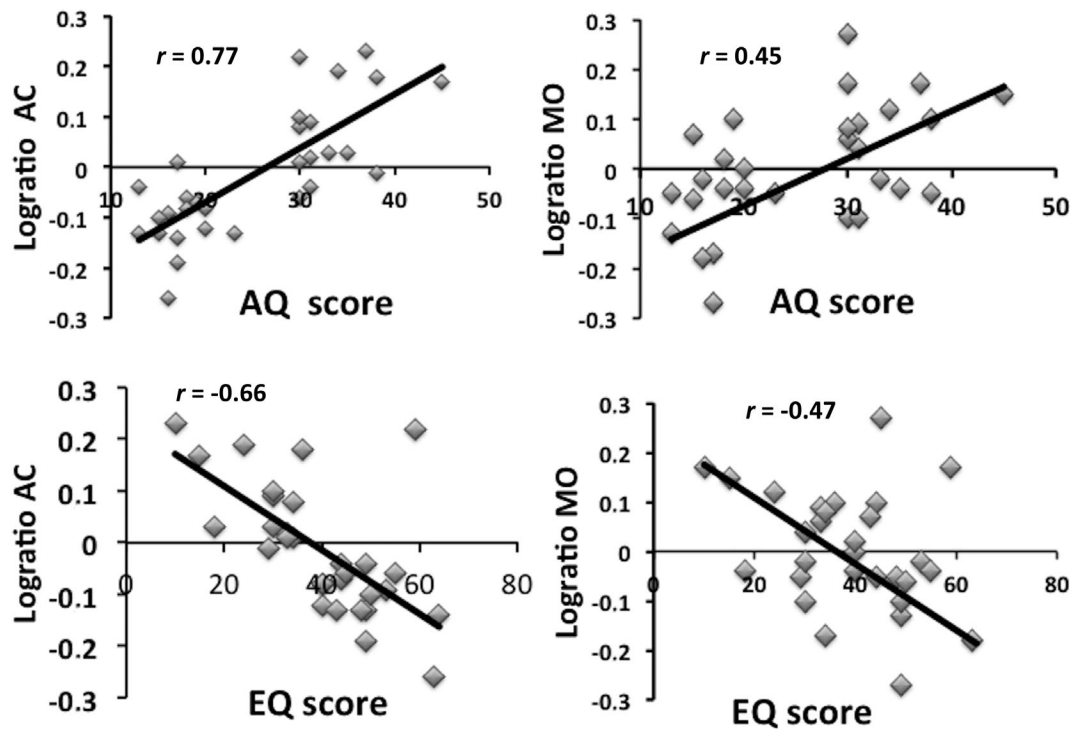 0.3
0.2
0.1
0
-0.1
-0.2
-0.3
Logratio AC
r = 0.77
10 20 30 40 50
AQ score
0.3
0.2
0.1
0
-0.1
-0.2
-0.3
Logratio MO
r = 0.45
10 20 30 40 50
AQ score
0.3
0.2
0.1
0
-0.1
-0.2
-0.3
Logratio AC
r = -0.66
0 20 40 60 80
EQ score
0.3
0.2
0.1
0
-0.1
-0.2
-0.3
Logratio MO
r = -0.47
0 20 40 60 80
EQ score